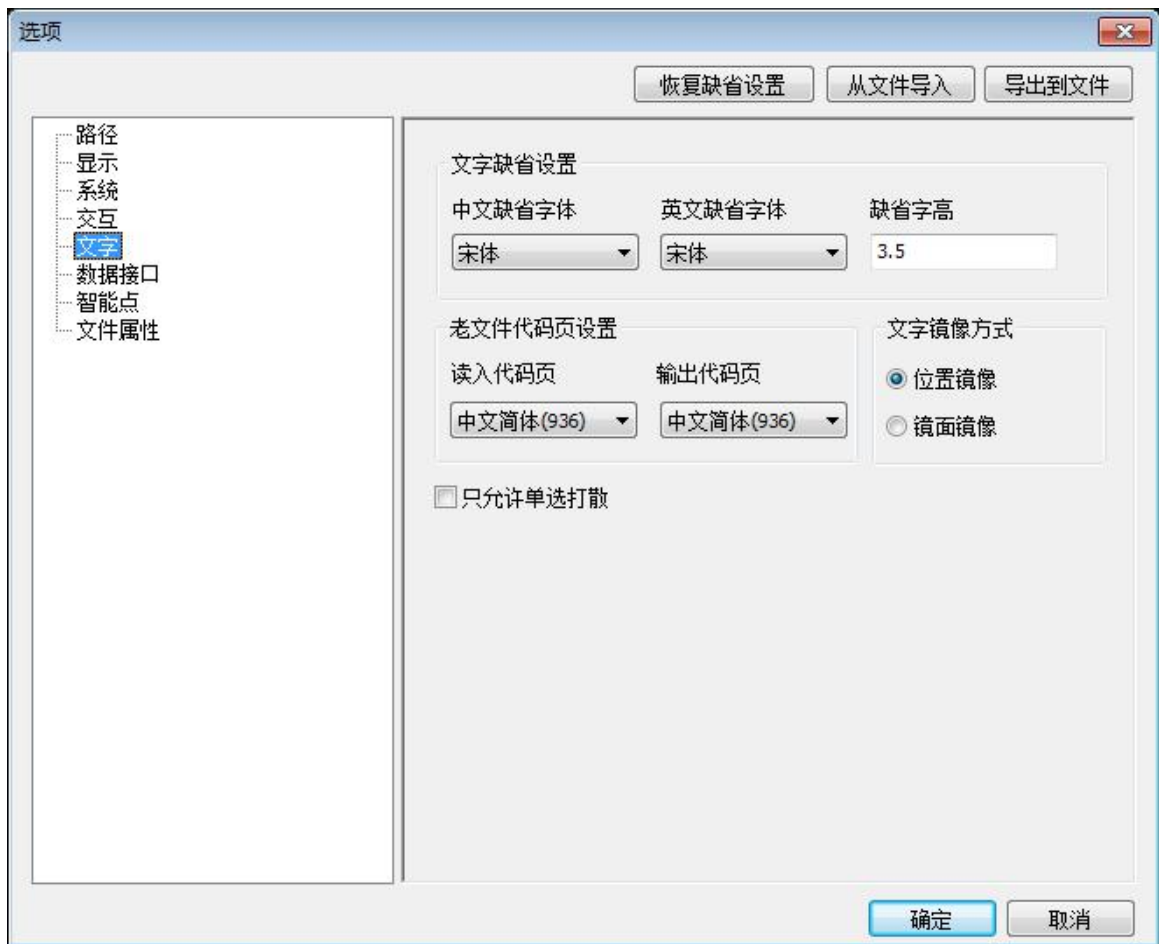 选项
恢复缺省设置 从文件导入 导出到文件
路径
显示
系统
交互
文字
数据接口
智能点
文件属性
文字缺省设置
中文缺省字体 英文缺省字体 缺省字高
宋体 宋体 3.5
老文件代码页设置
读入代码页 输出代码页
中文简体(936) 中文简体(936)
文字镜像方式
位置镜像
镜面镜像
只允许单选打散
确定 取消